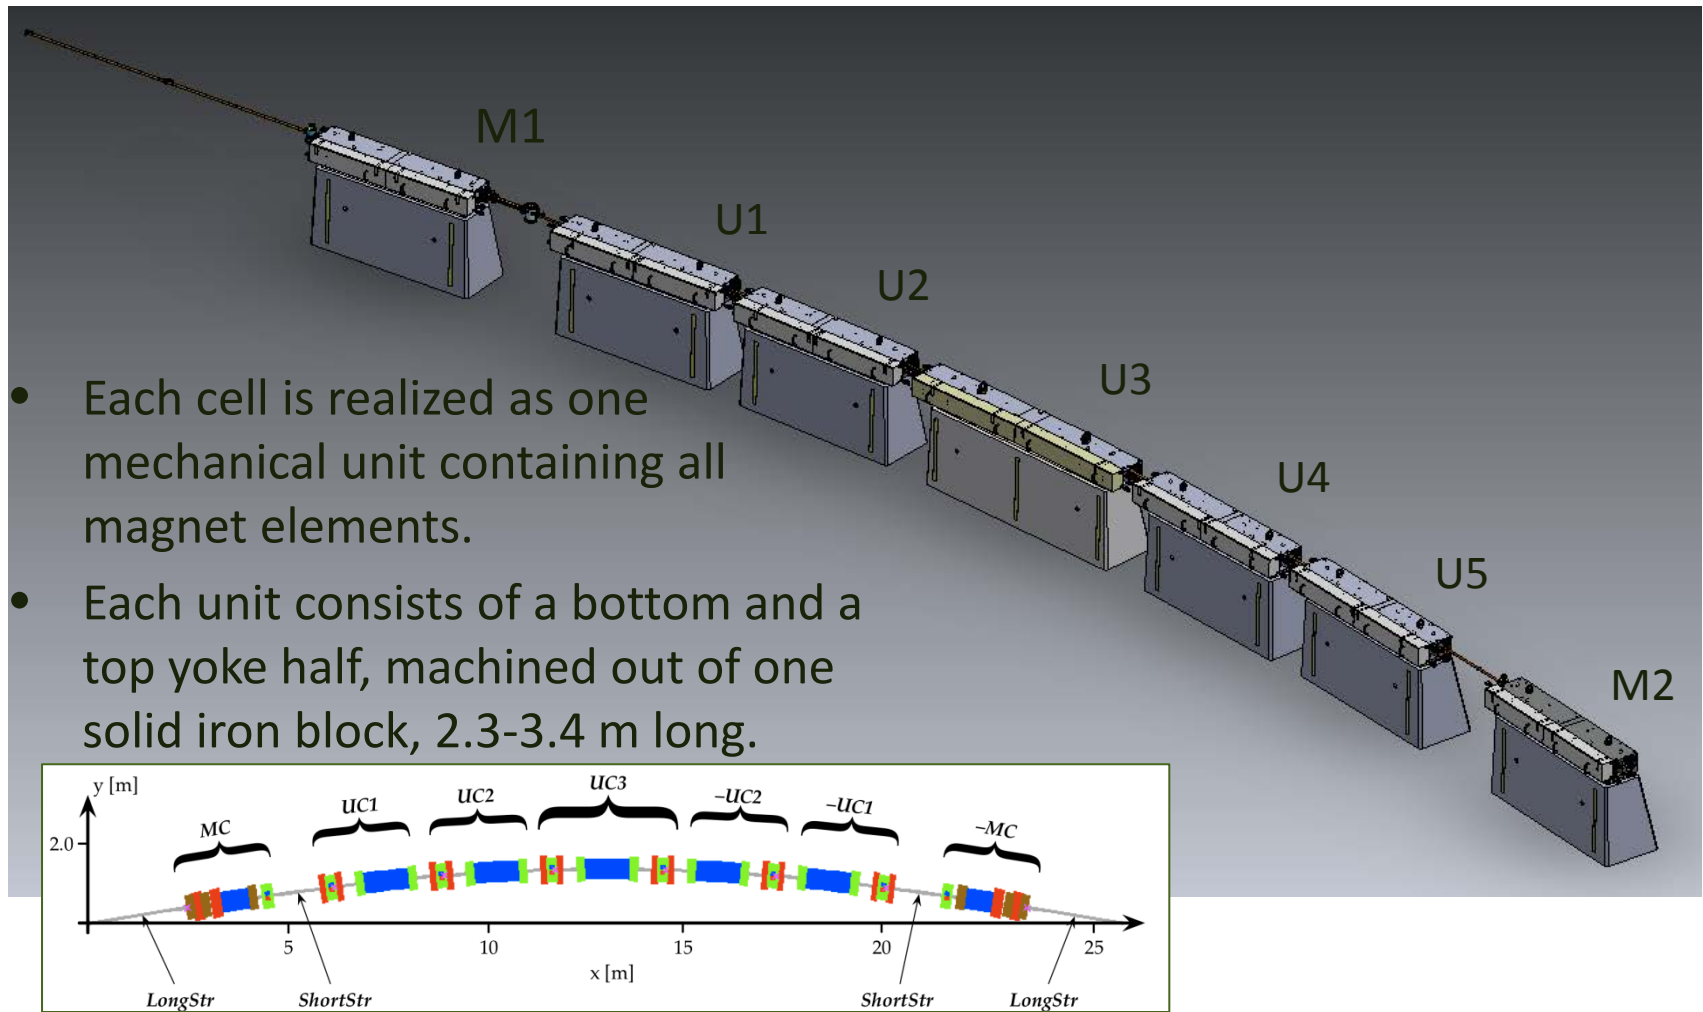 M1
U1
U2
U3
U4
U5
M2
• Each cell is realized as one
mechanical unit containing all
magnet elements.
• Each unit consists of a bottom and a
top yoke half, machined out of one
solid iron block, 2.3-3.4 m long.
y [m]
2.0
MC
UC1
UC2
UC3
–UC2
–UC1
–MC
5
10
15
20
25
x [m]
LongStr
ShortStr
ShortStr
LongStr